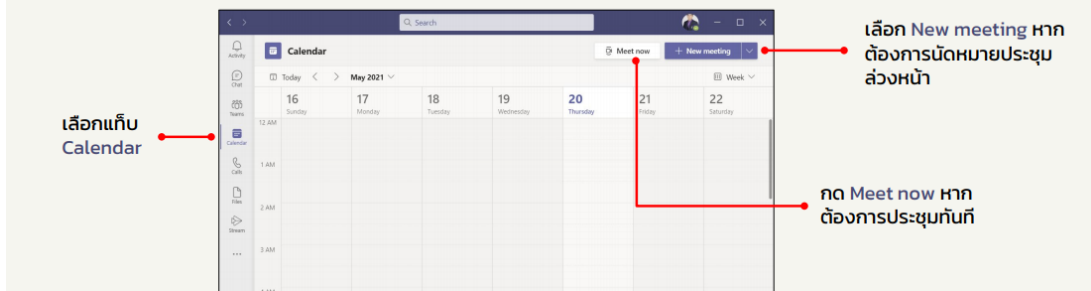 Search
Activity
Calendar
Meet now
+ New meeting
เลือก New meeting หาก
ต้องการนัดหมายประชุม
ล่วงหน้า
Chat
Today
May 2021
Week
Teams
16
Sunday
17
Monday
18
Tuesday
19
Wednesday
20
Thursday
21
Friday
22
Saturday
เลือกแท็บ
Calendar
Calendar
12 AM
Calls
1 AM
Files
2 AM
Stream
3 AM
กด Meet now หาก
ต้องการประชุมทันที